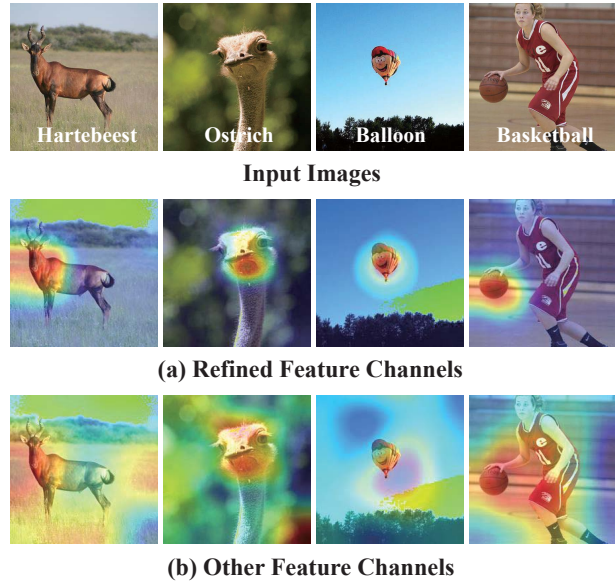 Hartebeest
Ostrich
Balloon
Basketball
Input Images
(a) Refined Feature Channels
(b) Other Feature Channels